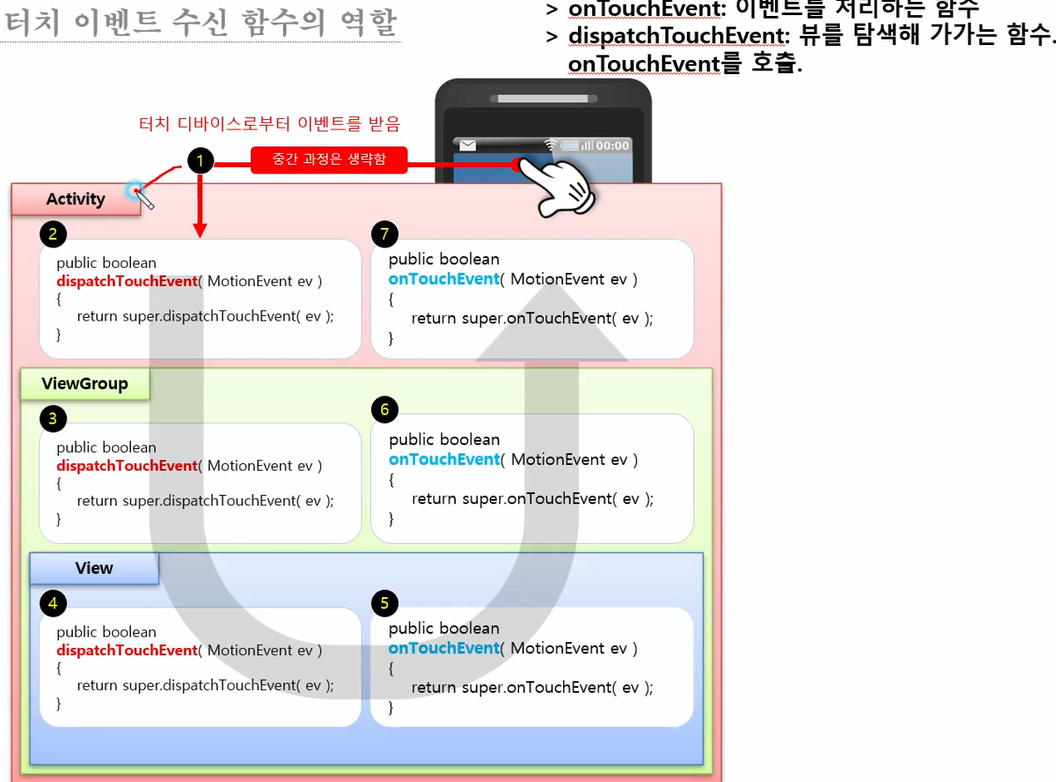 터치 이벤트 수신 함수의 역할
> onTouchEvent: 이벤트를 처리하는 함수
> dispatchTouchEvent: 뷰를 탐색해 가가는 함수.
onTouchEvent를 호출.
터치 디바이스로부터 이벤트를 받음
00:00
1
중간 과정은 생략함
Activity
2
public boolean
dispatchTouchEvent( MotionEvent ev )
{
return super.dispatchTouchEvent( ev );
}
7
public boolean
onTouchEvent( MotionEvent ev )
{
return super.onTouchEvent( ev );
}
ViewGroup
3
public boolean
dispatchTouchEvent( MotionEvent ev )
{
return super.dispatchTouchEvent( ev );
}
6
public boolean
onTouchEvent( MotionEvent ev )
{
return super.onTouchEvent( ev );
}
View
4
public boolean
dispatchTouchEvent( MotionEvent ev )
{
return super.dispatchTouchEvent( ev );
}
5
public boolean
onTouchEvent( MotionEvent ev )
{
return super.onTouchEvent( ev );
}